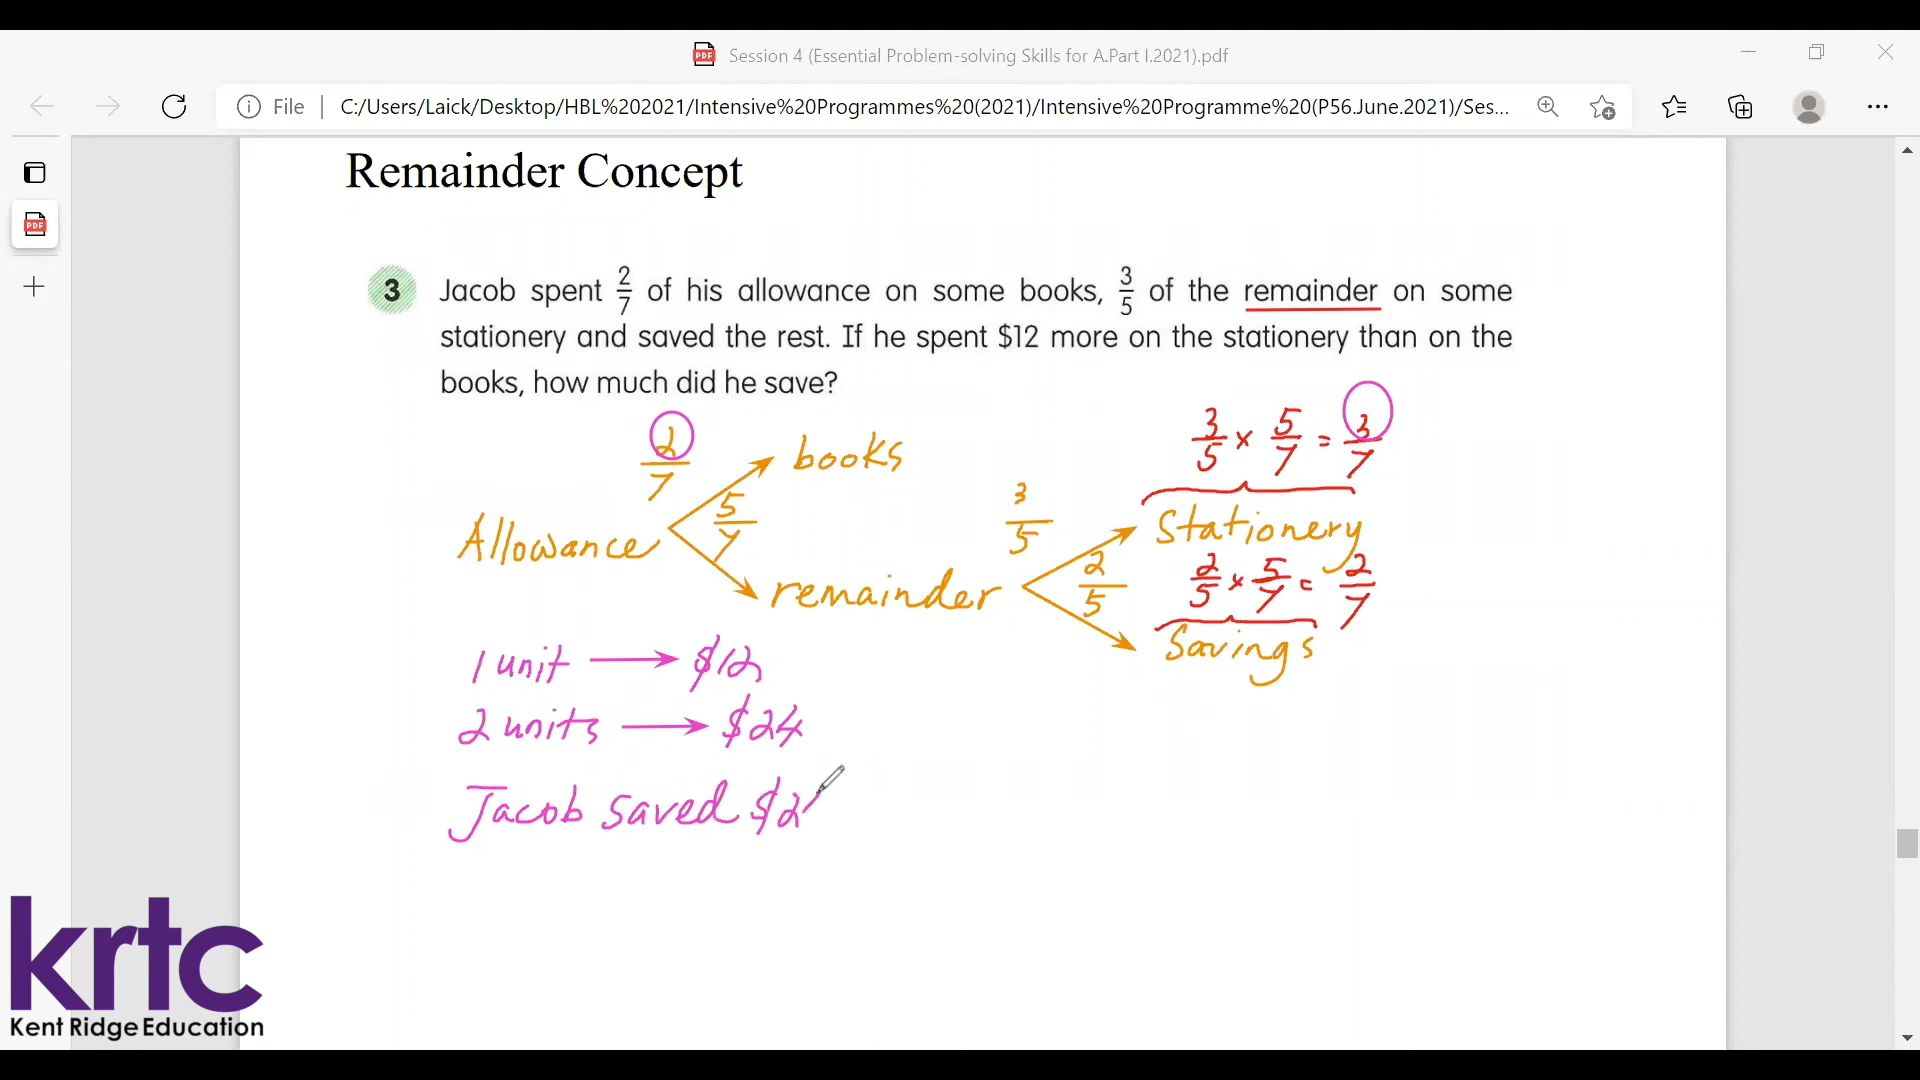 Session 4 (Essential Problem-solving Skills for A.Part I.2021).pdf
File | C:/Users/Laick/Desktop/HBL%202021/Intensive%20Programmes%20(2021)/Intensive%20Programme%20(P56.June.2021)/Ses...
Remainder Concept
3 Jacob spent 2/7 of his allowance on some books, 3/5 of the remainder on some
stationery and saved the rest. If he spent $12 more on the stationery than on the
books, how much did he save?
3/5 × 5/7 = 3/7
2/7 books
5/7
3/5 Stationery
Allowance
2/5 × 5/7 = 2/7
2/5
remainder
Savings
1 unit → $12
2 units → $24
Jacob saved $2
krtc
Kent Ridge Education